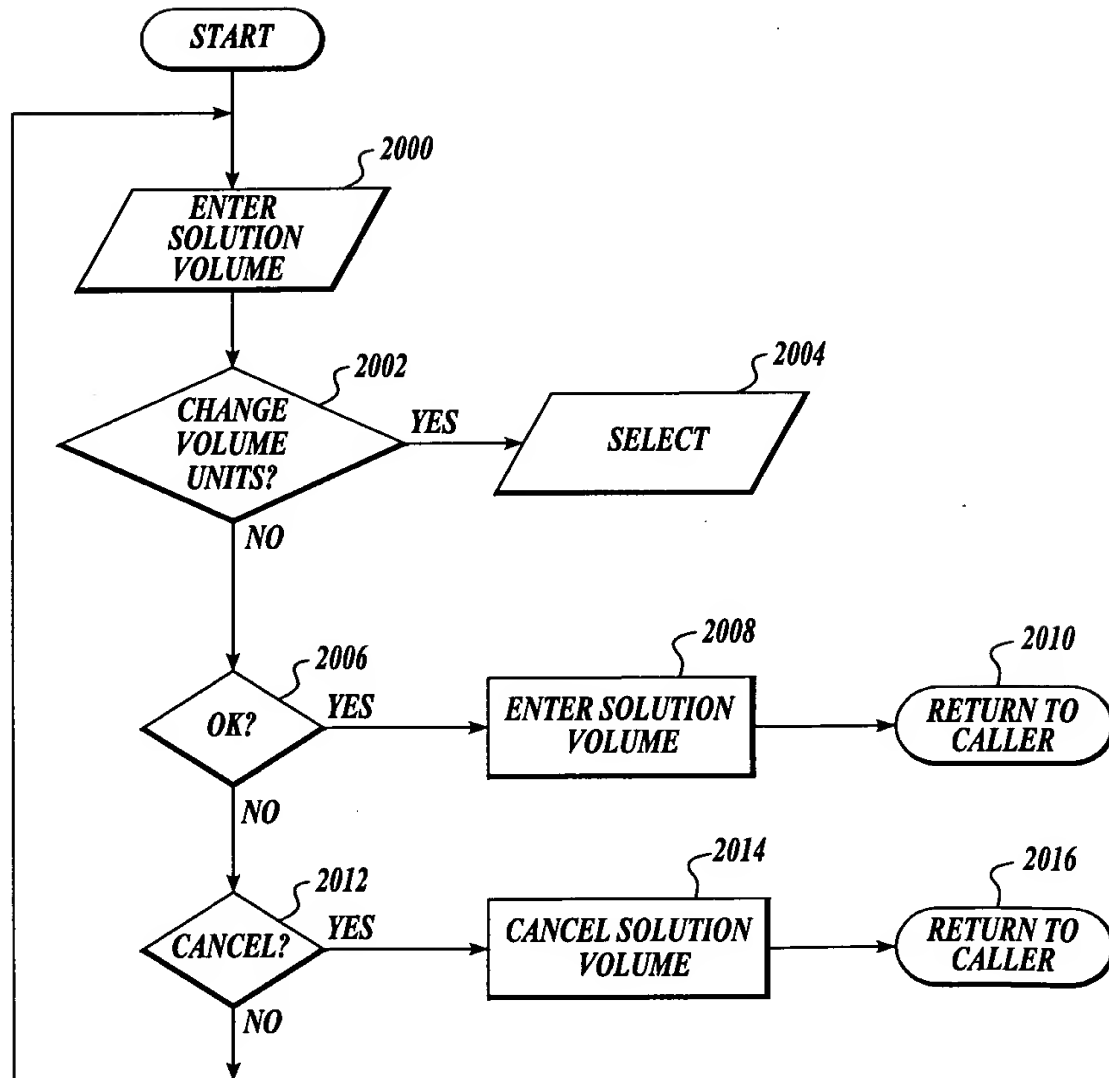 START
2000
ENTER
SOLUTION
VOLUME
2002
2004
CHANGE
VOLUME
UNITS?
YES
SELECT
NO
2006
2008
2010
OK?
YES
ENTER SOLUTION
VOLUME
RETURN TO
CALLER
NO
2012
2014
2016
CANCEL?
YES
CANCEL SOLUTION
VOLUME
RETURN TO
CALLER
NO